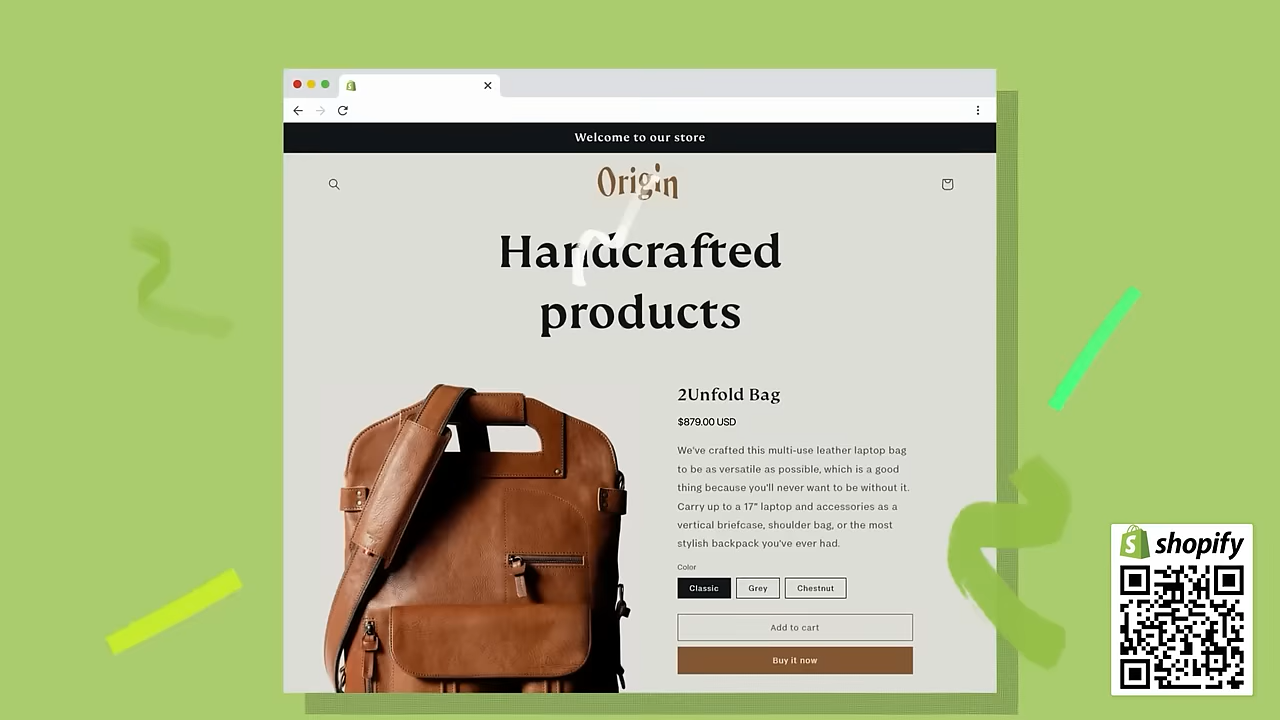 Welcome to our store
Origin
Handcrafted
products
2Unfold Bag
$879.00 USD
We've crafted this multi-use leather laptop bag
to be as versatile as possible, which is a good
thing because you'll never want to be without it.
Carry up to a 17" laptop and accessories as a
vertical briefcase, shoulder bag, or the most
stylish backpack you've ever had.
Color
Classic Grey Chestnut
Add to cart
Buy it now
shopify